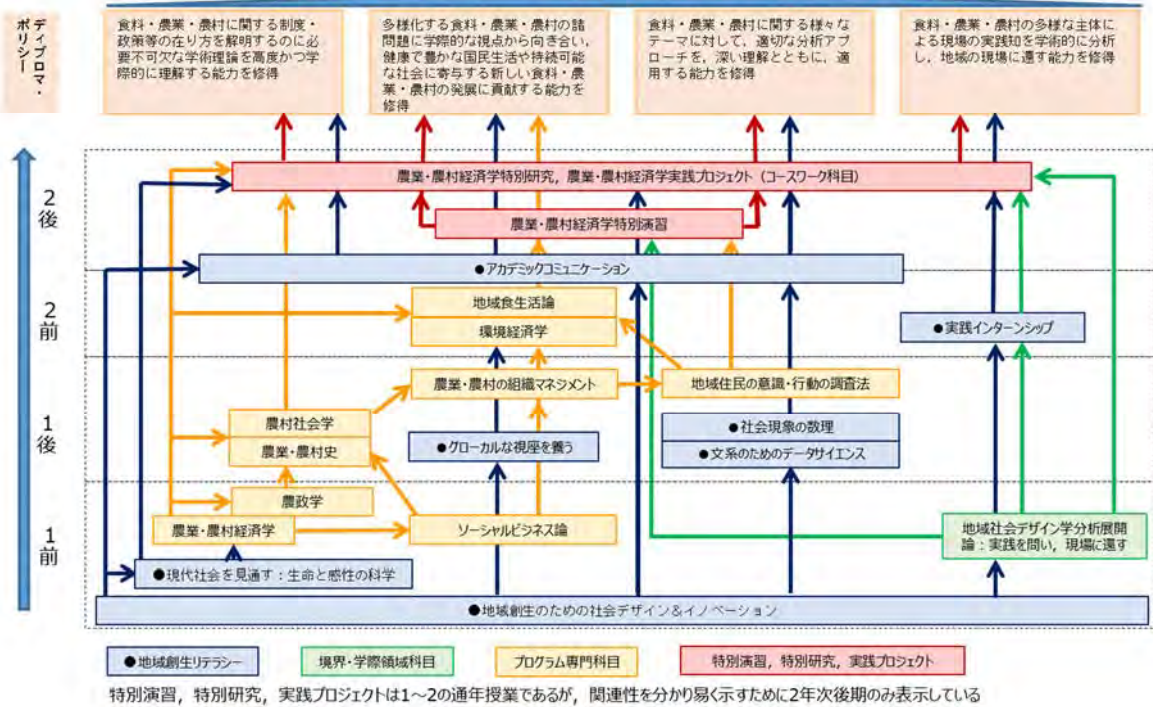 ディプロマ・
ポリシー
食料・農業・農村に関する制度・
政策等の在り方を解明するのに必
要不可欠な学術理論を高度かつ学
際的に理解する能力を修得
多様化する食料・農業・農村の諸
問題に学際的な視点から向き合い，
健康で豊かな国民生活や持続可能
な社会に寄与する新しい食料・農
業・農村の発展に貢献する能力を
修得
食料・農業・農村に関する様々な
テーマに対して，適切な分析アプ
ローチを，深い理解とともに，適
用する能力を修得
食料・農業・農村の多様な主体に
よる現場の実践知を学術的に分析
し，地域の現場に還す能力を修得
2後
農業・農村経済学特別研究，農業・農村経済学実践プロジェクト（コースワーク科目）
農業・農村経済学特別演習
●アカデミックコミュニケーション
2前
地域食生活論
環境経済学
●実践インターンシップ
1後
農業・農村の組織マネジメント
地域住民の意識・行動の調査法
農村社会学
農業・農村史
●グローカルな視座を養う
●社会現象の数理
●文系のためのデータサイエンス
1前
農政学
農業・農村経済学
ソーシャルビジネス論
地域社会デザイン学分析展開
論：実践を問い，現場に還す
●現代社会を見通す：生命と感性の科学
●地域創生のための社会デザイン＆イノベーション
●地域創生リテラシー
境界・学際領域科目
プログラム専門科目
特別演習，特別研究，実践プロジェクト
特別演習，特別研究，実践プロジェクトは1～2の通年授業であるが，関連性を分かり易く示すために2年次後期のみ表示している